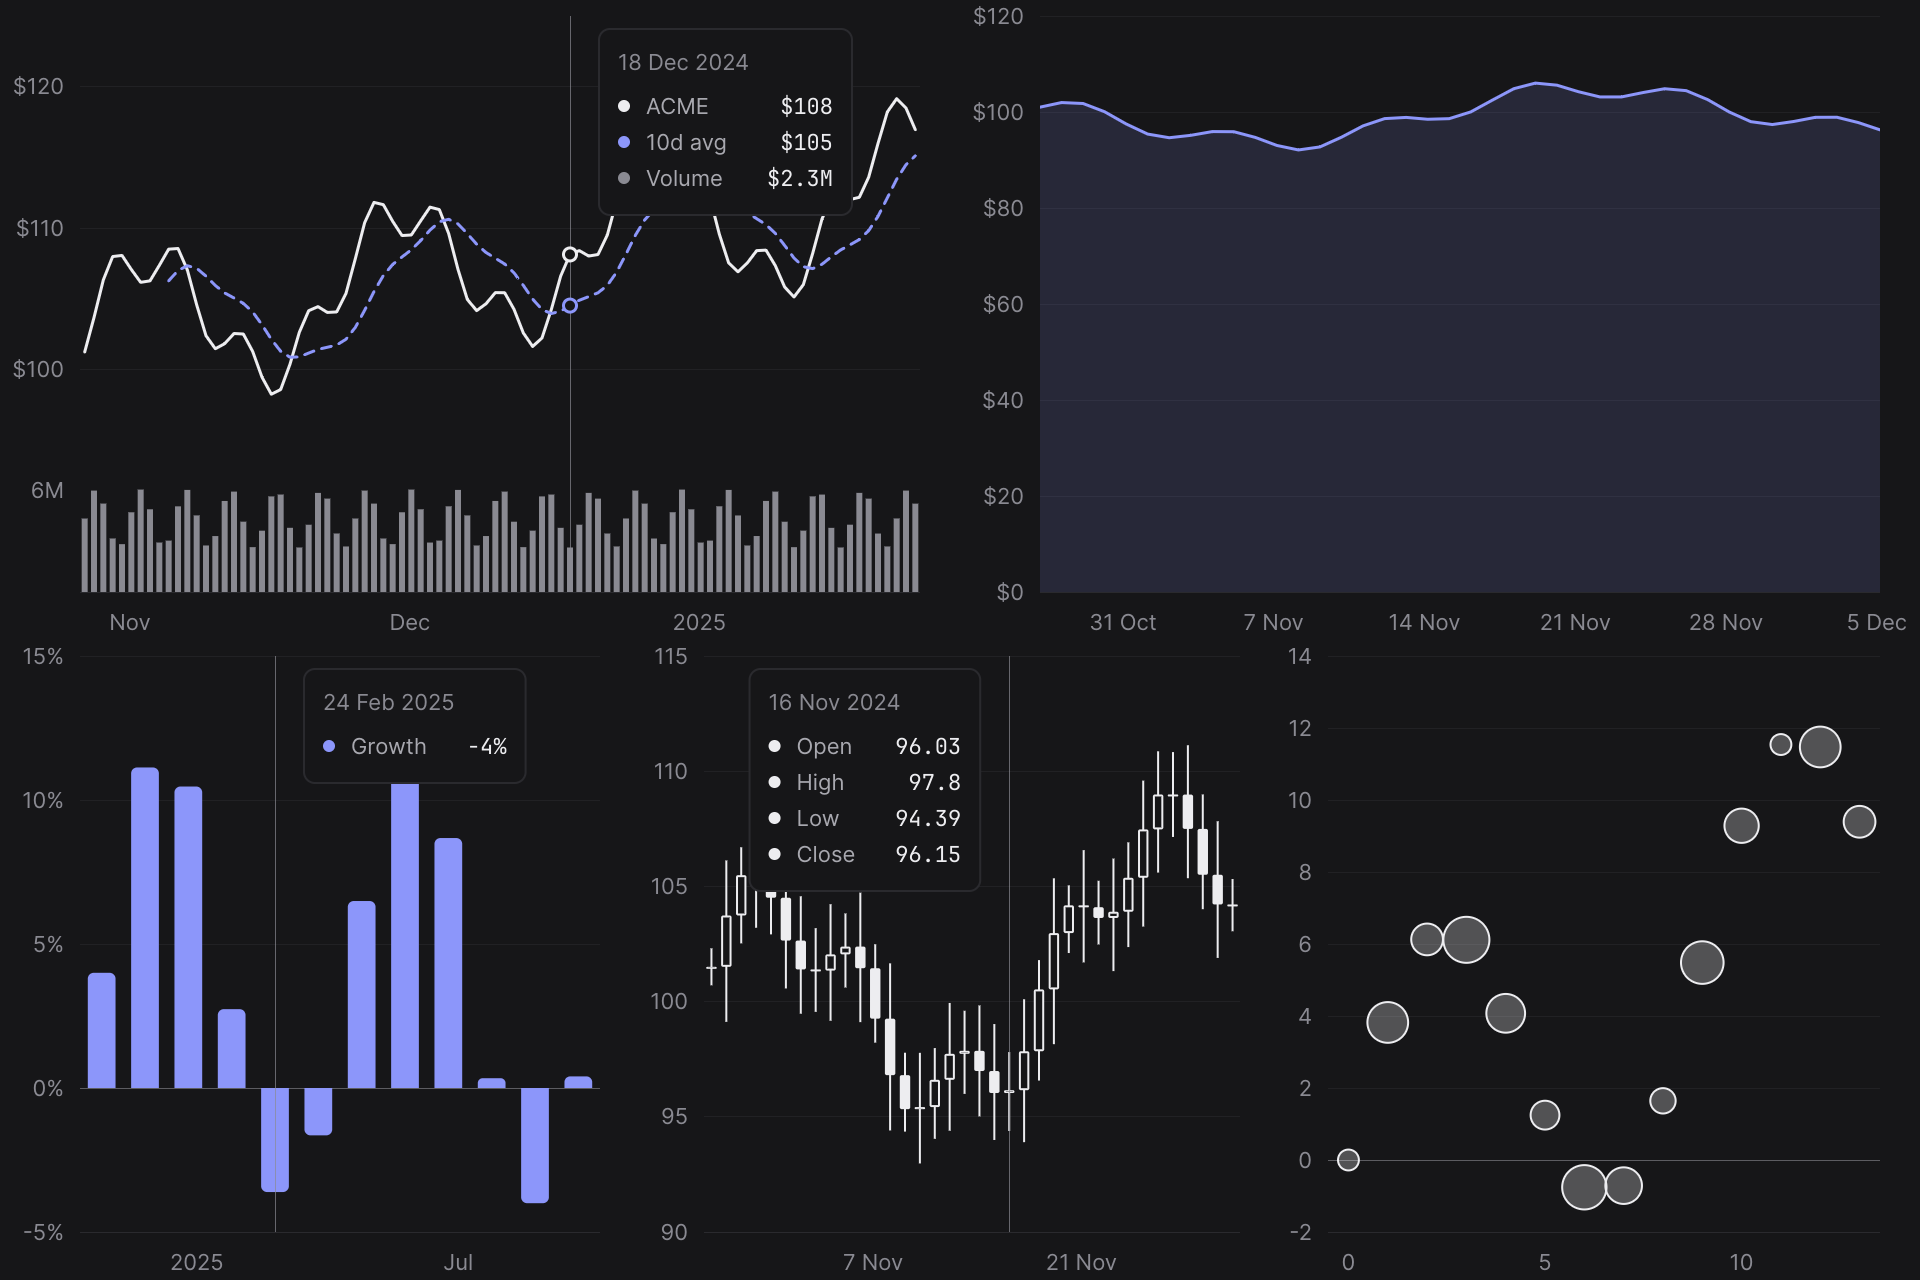 $120
$110
$100
6M
Nov Dec 2025
18 Dec 2024
ACME $108
10d avg $105
Volume $2.3M
$120
$100
$80
$60
$40
$20
$0
31 Oct 7 Nov 14 Nov 21 Nov 28 Nov 5 Dec
15%
10%
5%
0%
-5%
2025 Jul
24 Feb 2025
Growth -4%
115
110
105
100
95
90
7 Nov 21 Nov
16 Nov 2024
Open 96.03
High 97.8
Low 94.39
Close 96.15
14
12
10
8
6
4
2
0
-2
0 5 10